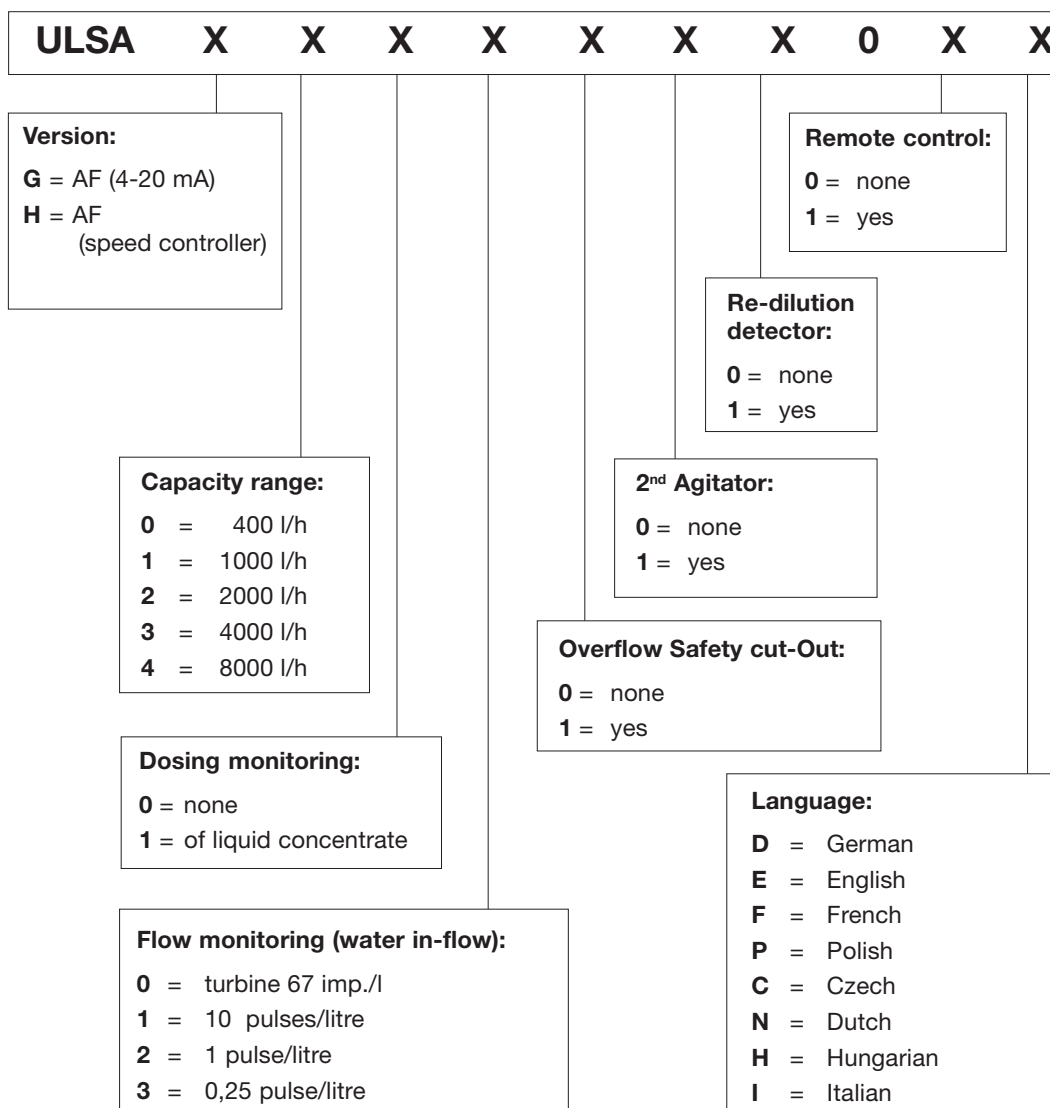 ULSA X X X X X X X 0 X X
Version:
G = AF (4-20 mA)
H = AF
(speed controller)
Remote control:
0 = none
1 = yes
Re-dilution
detector:
0 = none
1 = yes
Capacity range:
0 = 400 l/h
1 = 1000 l/h
2 = 2000 l/h
3 = 4000 l/h
4 = 8000 l/h
2nd Agitator:
0 = none
1 = yes
Overflow Safety cut-Out:
0 = none
1 = yes
Dosing monitoring:
0 = none
1 = of liquid concentrate
Language:
D = German
E = English
F = French
P = Polish
C = Czech
N = Dutch
H = Hungarian
I = Italian
Flow monitoring (water in-flow):
0 = turbine 67 imp./l
1 = 10 pulses/litre
2 = 1 pulse/litre
3 = 0,25 pulse/litre